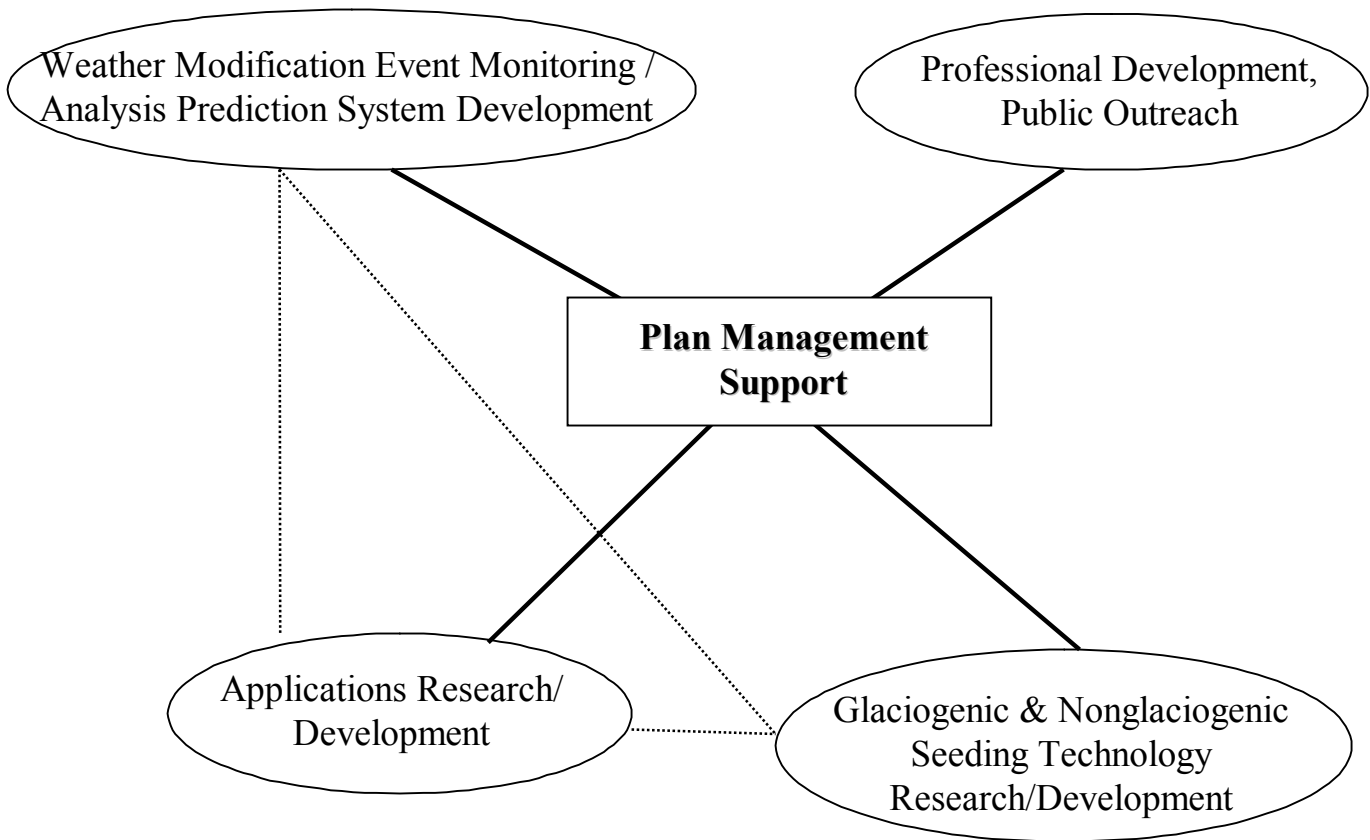 Weather Modification Event Monitoring /
Analysis Prediction System Development
Professional Development,
Public Outreach
Plan Management
Support
Applications Research/
Development
Glaciogenic & Nonglaciogenic
Seeding Technology
Research/Development